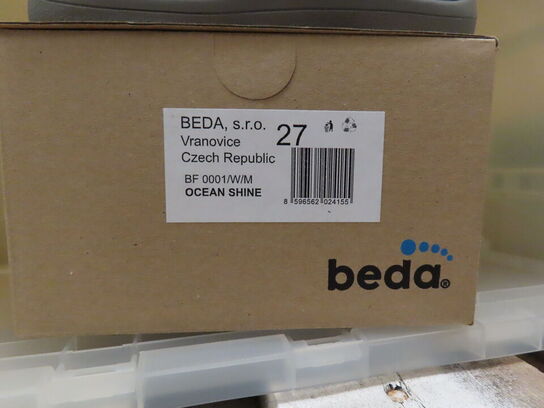 BEDA, s.r.o. 27
Vranovice
Czech Republic
BF 0001/W/M
OCEAN SHINE
8 596562 024155
beda®